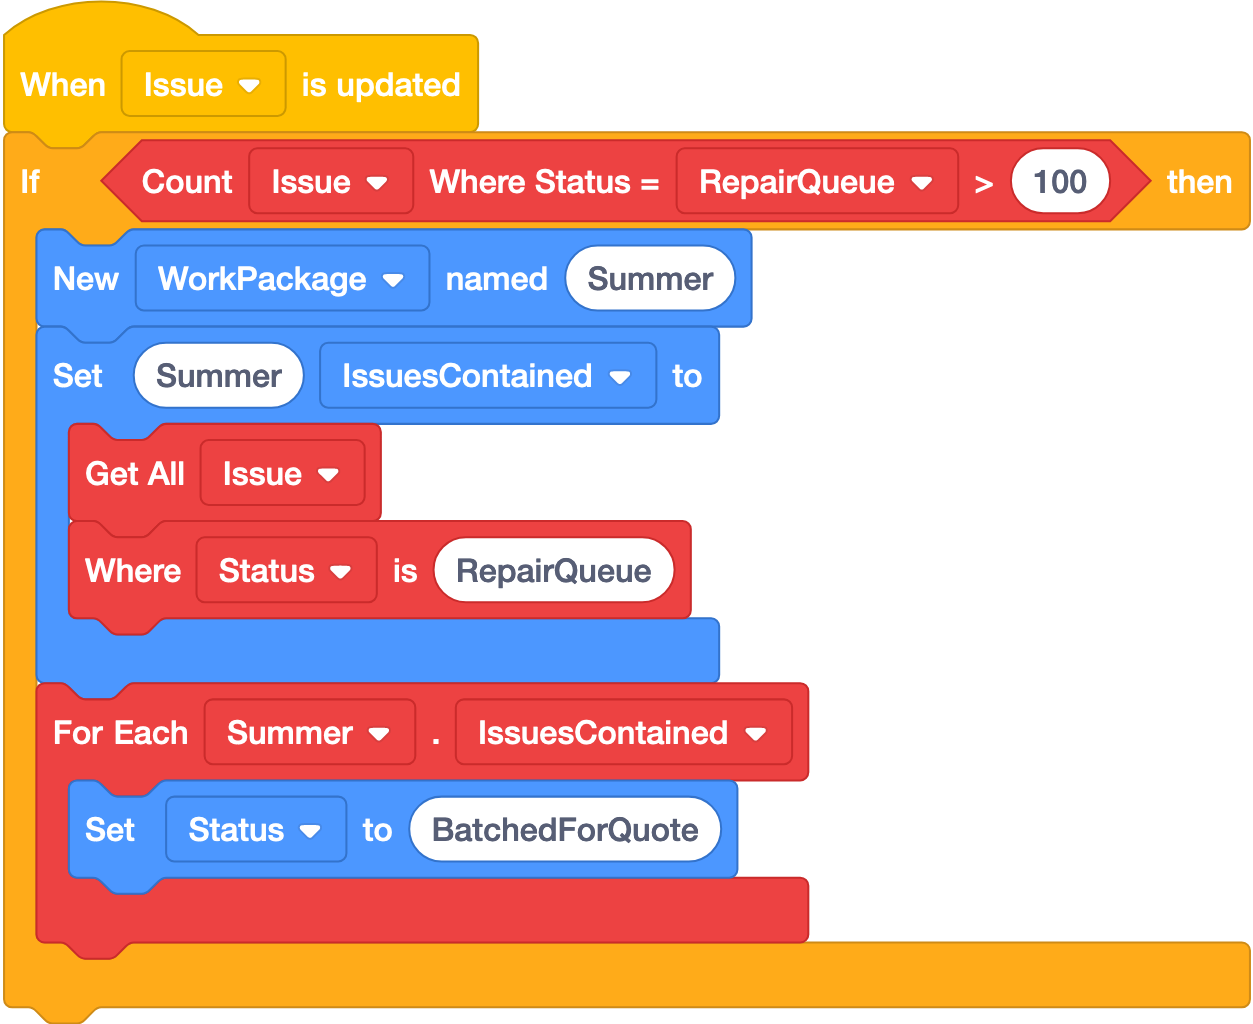 When Issue is updated
If Count Issue Where Status = RepairQueue > 100 then
New WorkPackage named Summer
Set Summer IssuesContained to
Get All Issue
Where Status is RepairQueue
For Each Summer . IssuesContained
Set Status to BatchedForQuote